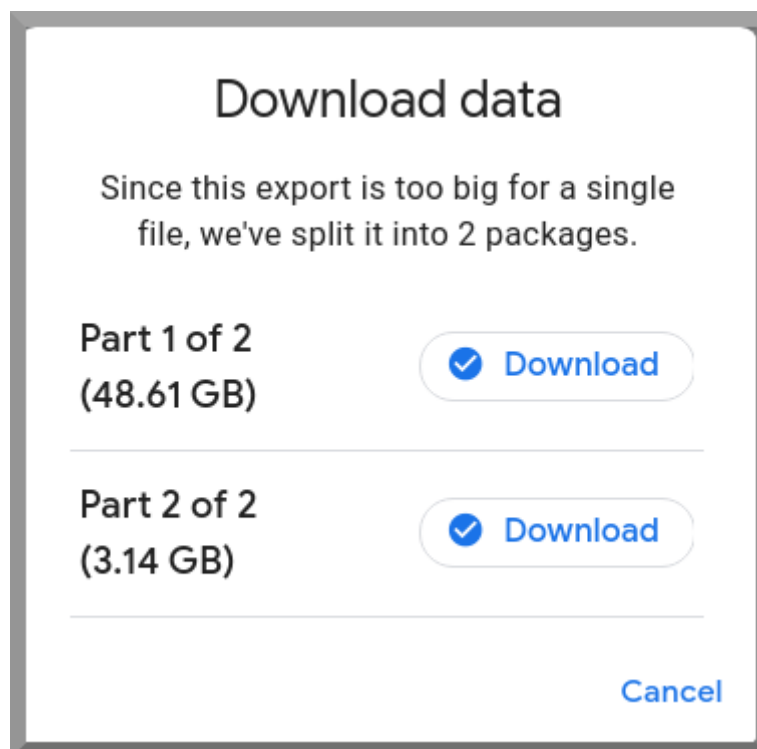 Download data
Since this export is too big for a single
file, we've split it into 2 packages.
Part 1 of 2
(48.61 GB)
Download
Part 2 of 2
(3.14 GB)
Download
Cancel